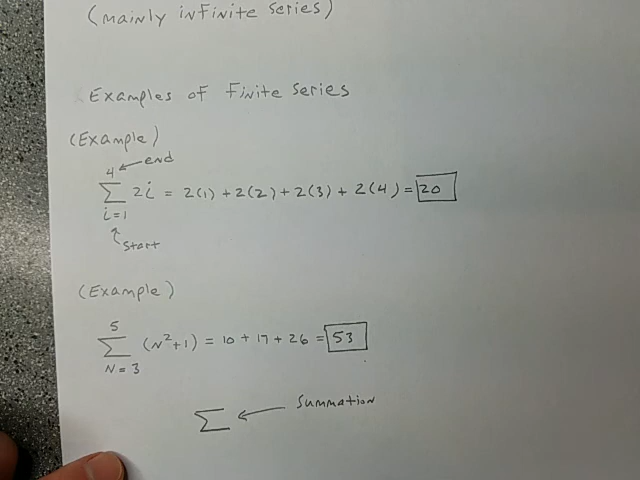 (mainly infinite series)
Examples of Finite Series
(Example)
4 ← end
∑ 2i = 2(1) + 2(2) + 2(3) + 2(4) = 20
i=1
↑ start
(Example)
5
∑ (N²+1) = 10 + 17 + 26 = 53
N = 3
∑ ← Summation